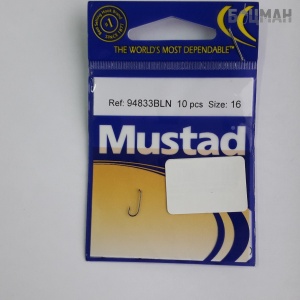 БОЦМАН
THE WORLD'S MOST DEPENDABLE™
Ref: 94833BLN 10 pcs Size: 16
Mustad